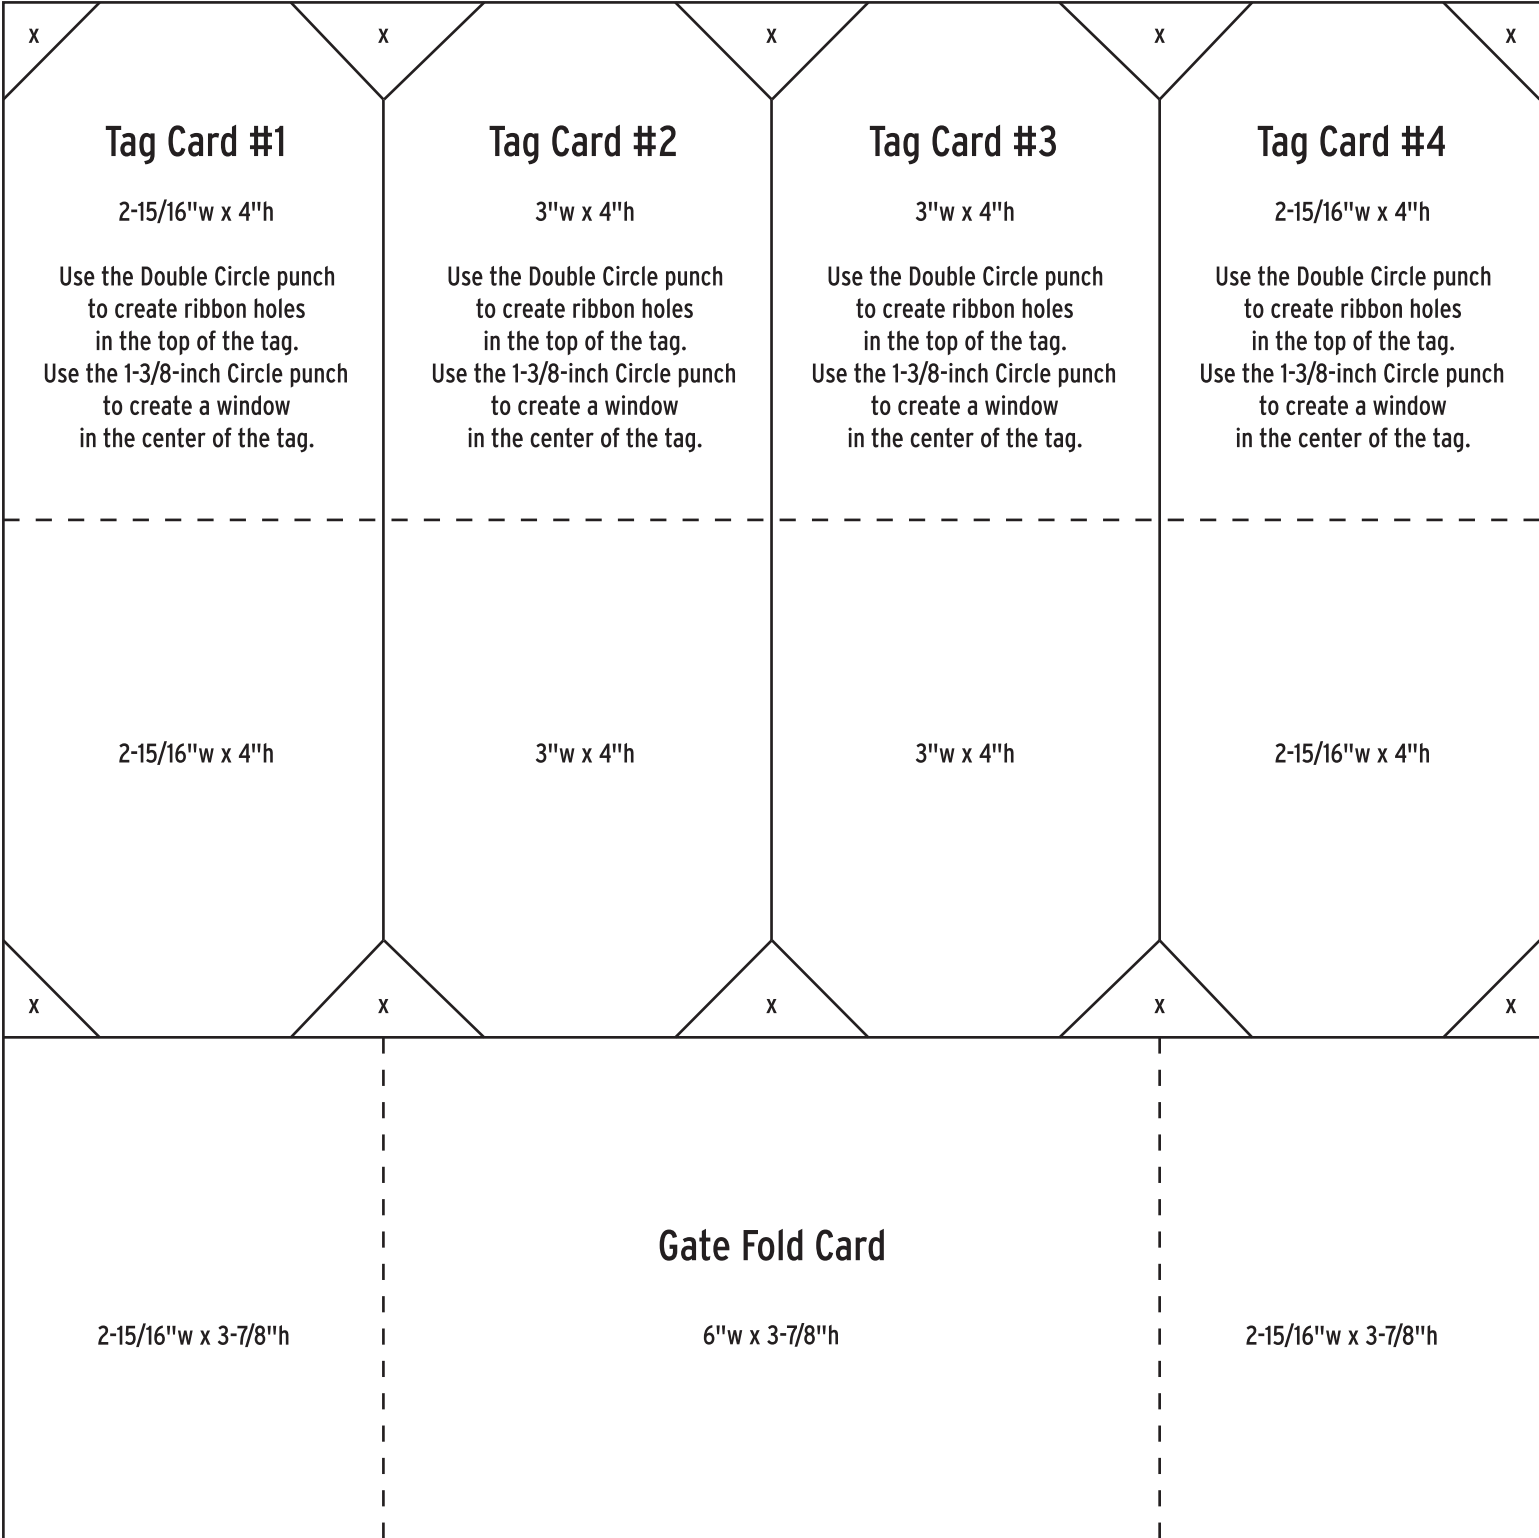 x
x
x
x
x
Tag Card #1
2-15/16"w x 4"h
Use the Double Circle punch
to create ribbon holes
in the top of the tag.
Use the 1-3/8-inch Circle punch
to create a window
in the center of the tag.
Tag Card #2
3"w x 4"h
Use the Double Circle punch
to create ribbon holes
in the top of the tag.
Use the 1-3/8-inch Circle punch
to create a window
in the center of the tag.
Tag Card #3
3"w x 4"h
Use the Double Circle punch
to create ribbon holes
in the top of the tag.
Use the 1-3/8-inch Circle punch
to create a window
in the center of the tag.
Tag Card #4
2-15/16"w x 4"h
Use the Double Circle punch
to create ribbon holes
in the top of the tag.
Use the 1-3/8-inch Circle punch
to create a window
in the center of the tag.
2-15/16"w x 4"h
3"w x 4"h
3"w x 4"h
2-15/16"w x 4"h
x
x
x
x
x
Gate Fold Card
2-15/16"w x 3-7/8"h
6"w x 3-7/8"h
2-15/16"w x 3-7/8"h